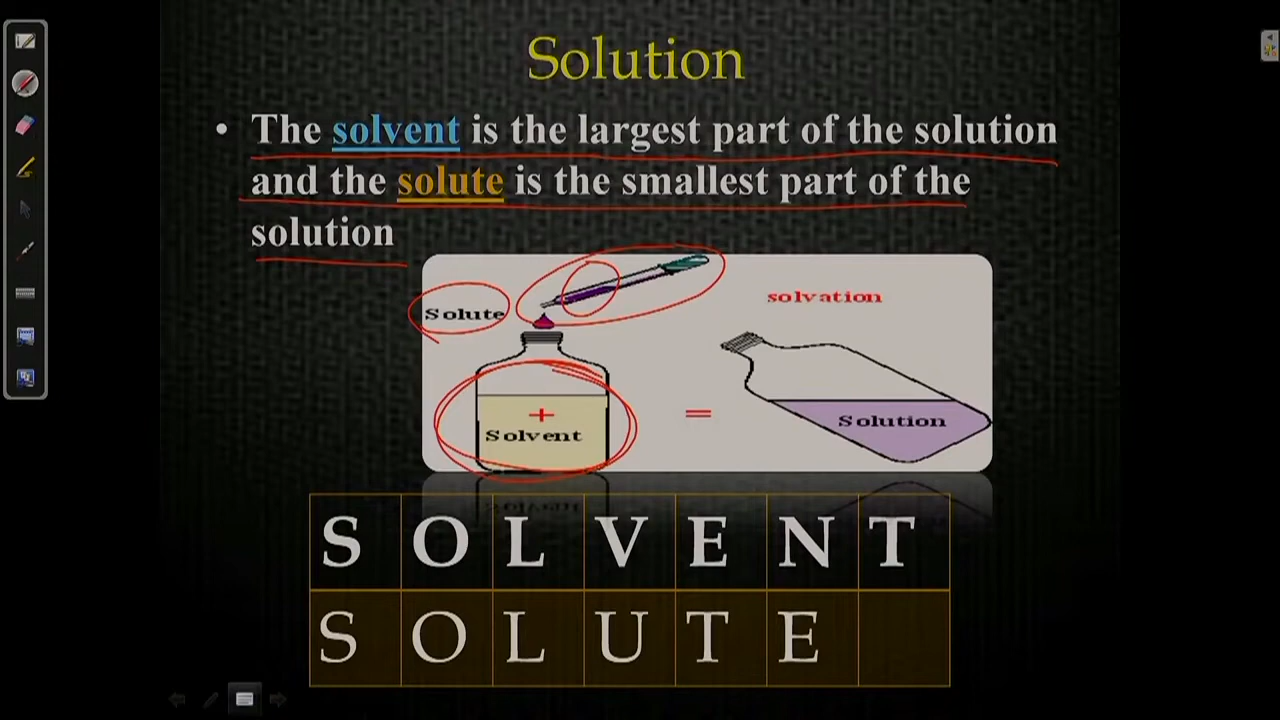 Solution
• The solvent is the largest part of the solution
and the solute is the smallest part of the
solution
solvation
Solute
+
Solvent
=
Solution
S O L V E N T
S O L U T E